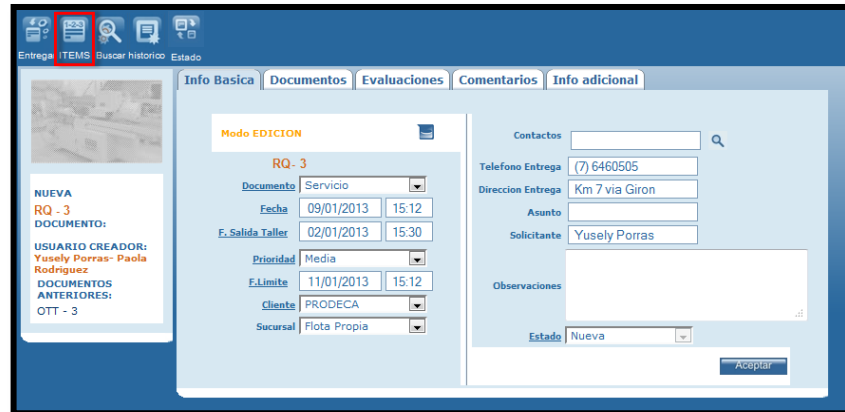 Entregar ITEMS Buscar historico Estado
Info Basica Documentos Evaluaciones Comentarios Info adicional
NUEVA
RQ - 3
DOCUMENTO:
USUARIO CREADOR:
Yusely Porras- Paola
Rodriguez
DOCUMENTOS
ANTERIORES:
OTT - 3
Modo EDICION
RQ- 3
Documento Servicio
Fecha 09/01/2013 15:12
F. Salida Taller 02/01/2013 15:30
Prioridad Media
F.Limite 11/01/2013 15:12
Cliente PRODECA
Sucursal Flota Propia
Contactos
Telefono Entrega (7) 6460505
Direccion Entrega Km 7 via Giron
Asunto
Solicitante Yusely Porras
Observaciones
Estado Nueva
Aceptar